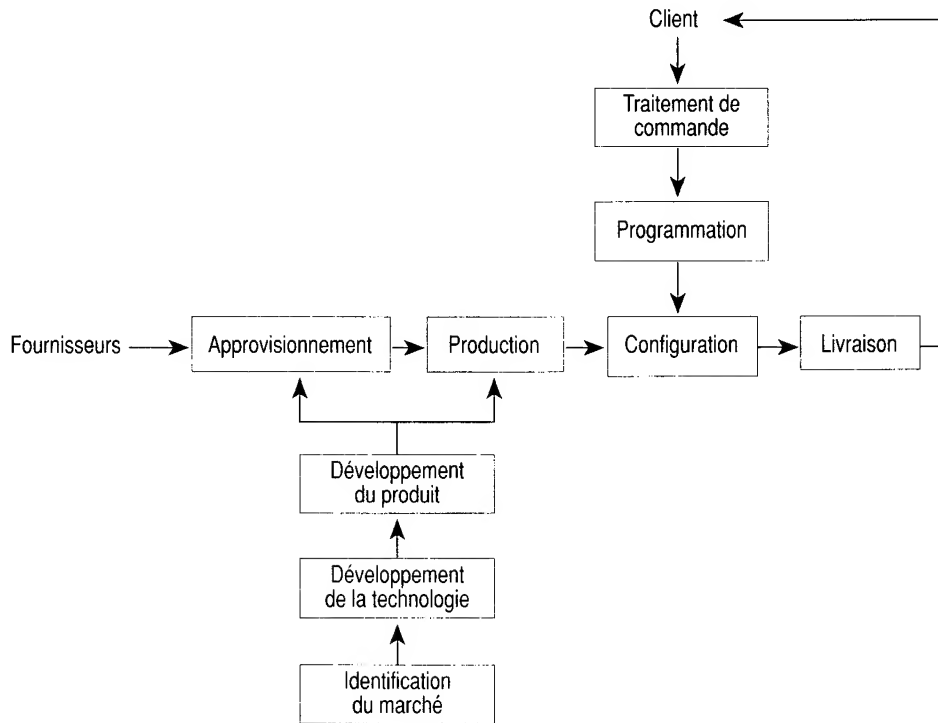 Client
Traitement de
commande
Programmation
Fournisseurs
Approvisionnement
Production
Configuration
Livraison
Développement
du produit
Développement
de la technologie
Identification
du marché